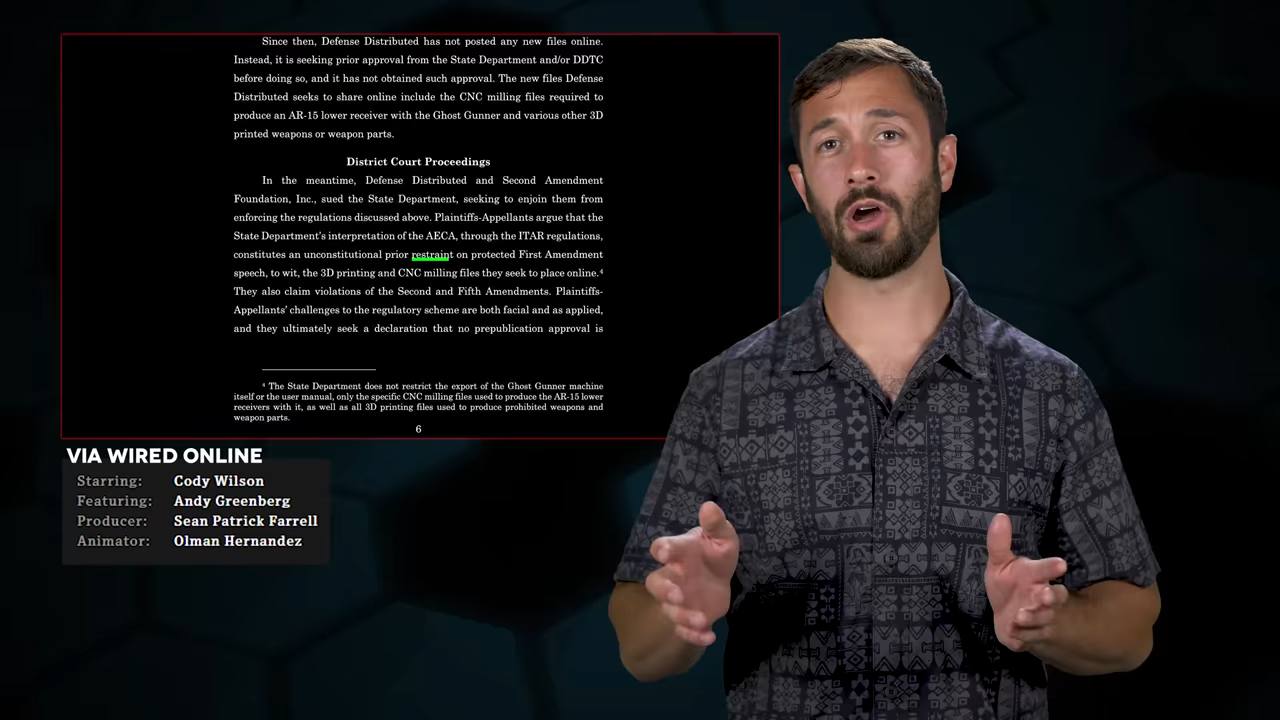 Since then, Defense Distributed has not posted any new files online.
Instead, it is seeking prior approval from the State Department and/or DDTC
before doing so, and it has not obtained such approval. The new files Defense
Distributed seeks to share online include the CNC milling files required to
produce an AR-15 lower receiver with the Ghost Gunner and various other 3D
printed weapons or weapon parts.
District Court Proceedings
In the meantime, Defense Distributed and Second Amendment
Foundation, Inc., sued the State Department, seeking to enjoin them from
enforcing the regulations discussed above. Plaintiffs-Appellants argue that the
State Department's interpretation of the AECA, through the ITAR regulations,
constitutes an unconstitutional prior restraint on protected First Amendment
speech, to wit, the 3D printing and CNC milling files they seek to place online.⁴
They also claim violations of the Second and Fifth Amendments. Plaintiffs-
Appellants' challenges to the regulatory scheme are both facial and as applied,
and they ultimately seek a declaration that no prepublication approval is
⁴ The State Department does not restrict the export of the Ghost Gunner machine
itself or the user manual, only the specific CNC milling files used to produce the AR-15 lower
receivers with it, as well as all 3D printing files used to produce prohibited weapons and
weapon parts.
6
VIA WIRED ONLINE
Starring: Cody Wilson
Featuring: Andy Greenberg
Producer: Sean Patrick Farrell
Animator: Olman Hernandez